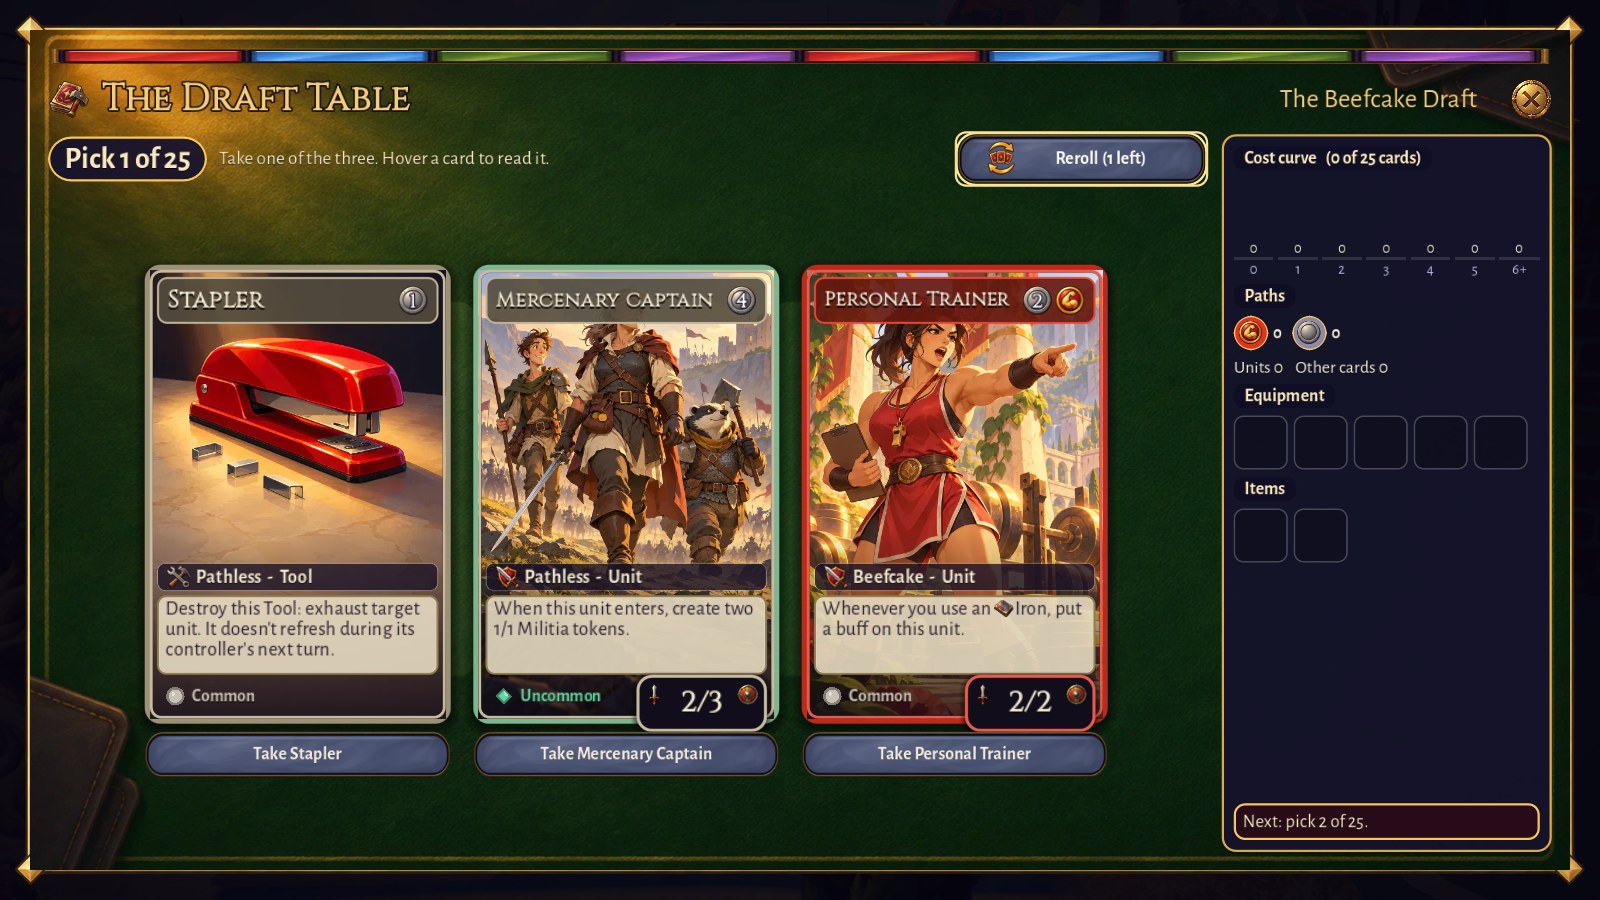 The Draft Table
The Beefcake Draft
Pick 1 of 25
Take one of the three. Hover a card to read it.
Reroll (1 left)
Stapler 1
Pathless - Tool
Destroy this Tool: exhaust target
unit. It doesn't refresh during its
controller's next turn.
Common
Take Stapler
Mercenary Captain 4
Pathless - Unit
When this unit enters, create two
1/1 Militia tokens.
Uncommon
2/3
Take Mercenary Captain
Personal Trainer 2
Beefcake - Unit
Whenever you use an Iron, put
a buff on this unit.
Common
2/2
Take Personal Trainer
Cost curve (0 of 25 cards)
0 0 0 0 0 0 0
0 1 2 3 4 5 6+
Paths
0 0
Units 0 Other cards 0
Equipment
Items
Next: pick 2 of 25.